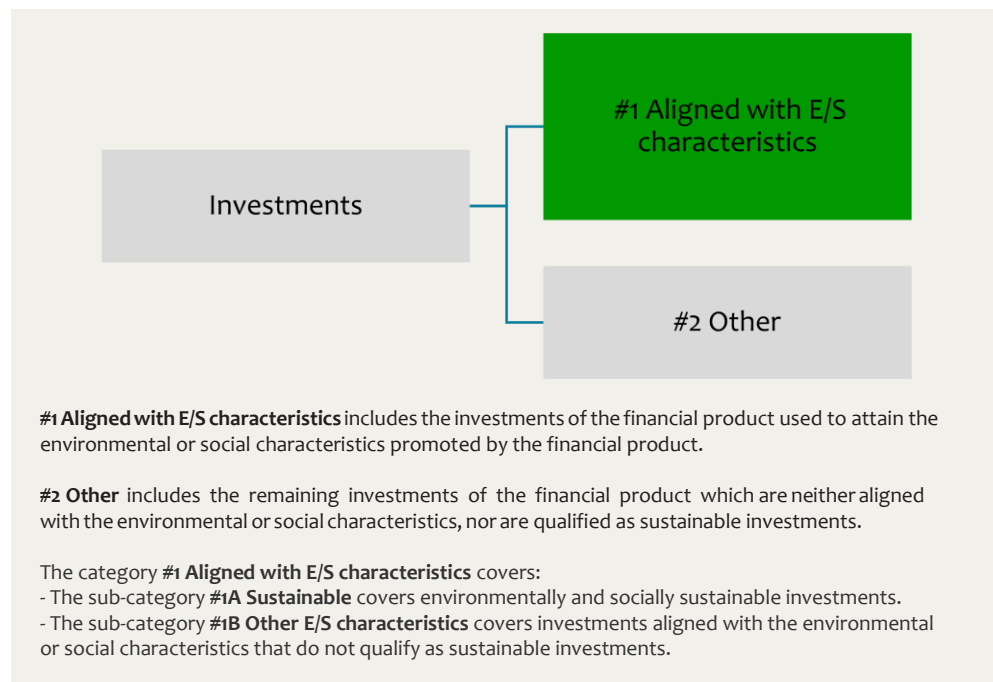 #1 Aligned with E/S
characteristics
Investments
#2 Other
#1 Aligned with E/S characteristics includes the investments of the financial product used to attain the
environmental or social characteristics promoted by the financial product.
#2 Other includes the remaining investments of the financial product which are neither aligned
with the environmental or social characteristics, nor are qualified as sustainable investments.
The category #1 Aligned with E/S characteristics covers:
- The sub-category #1A Sustainable covers environmentally and socially sustainable investments.
- The sub-category #1B Other E/S characteristics covers investments aligned with the environmental
or social characteristics that do not qualify as sustainable investments.